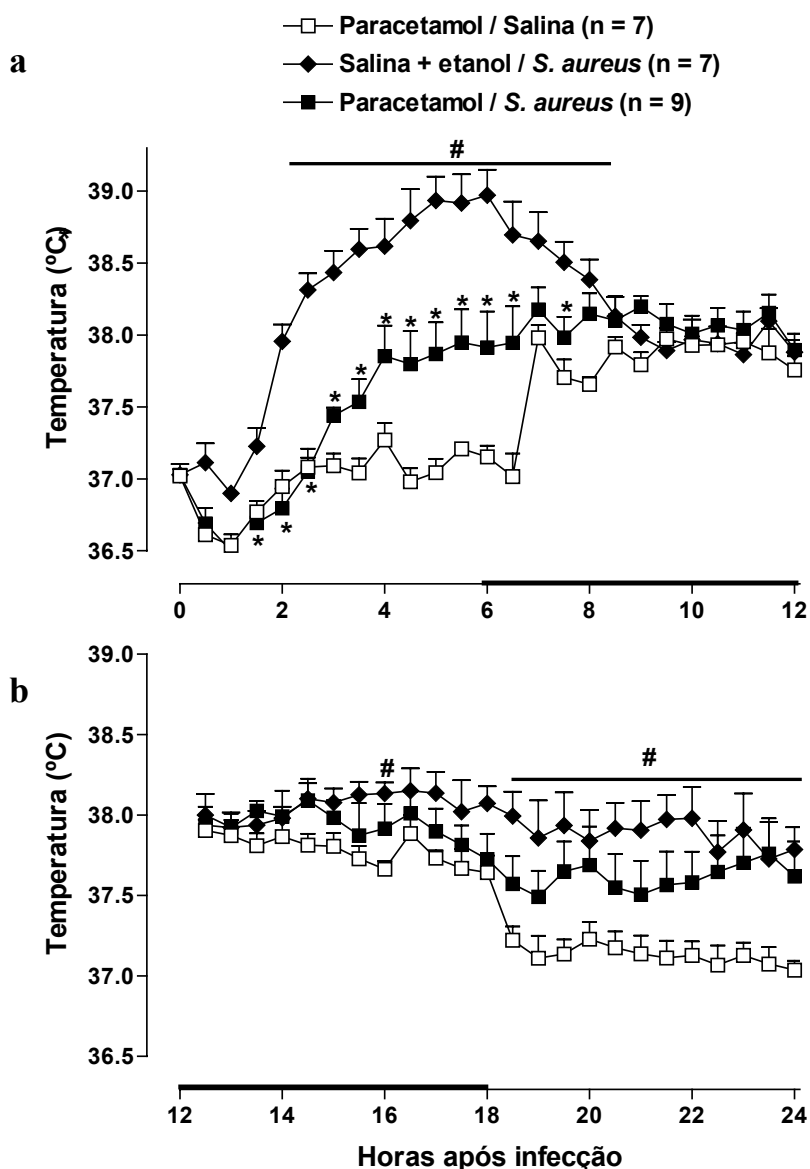 Paracetamol / Salina (n = 7)
Salina + etanol / S. aureus (n = 7)
Paracetamol / S. aureus (n = 9)
a
#
39.0
38.5
38.0
37.5
37.0
36.5
Temperatura (ºC)
* * * * * * * * * * * *
0 2 4 6 8 10 12
b
39.0
38.5
38.0
37.5
37.0
36.5
Temperatura (ºC)
# #
12 14 16 18 20 22 24
Horas após infecção